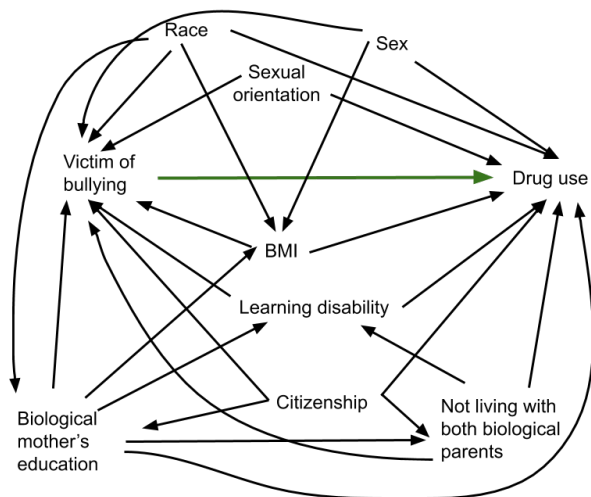 Race
Sex
Sexual
orientation
Victim of
bullying
Drug use
BMI
Learning disability
Citizenship
Biological
mother's
education
Not living with
both biological
parents